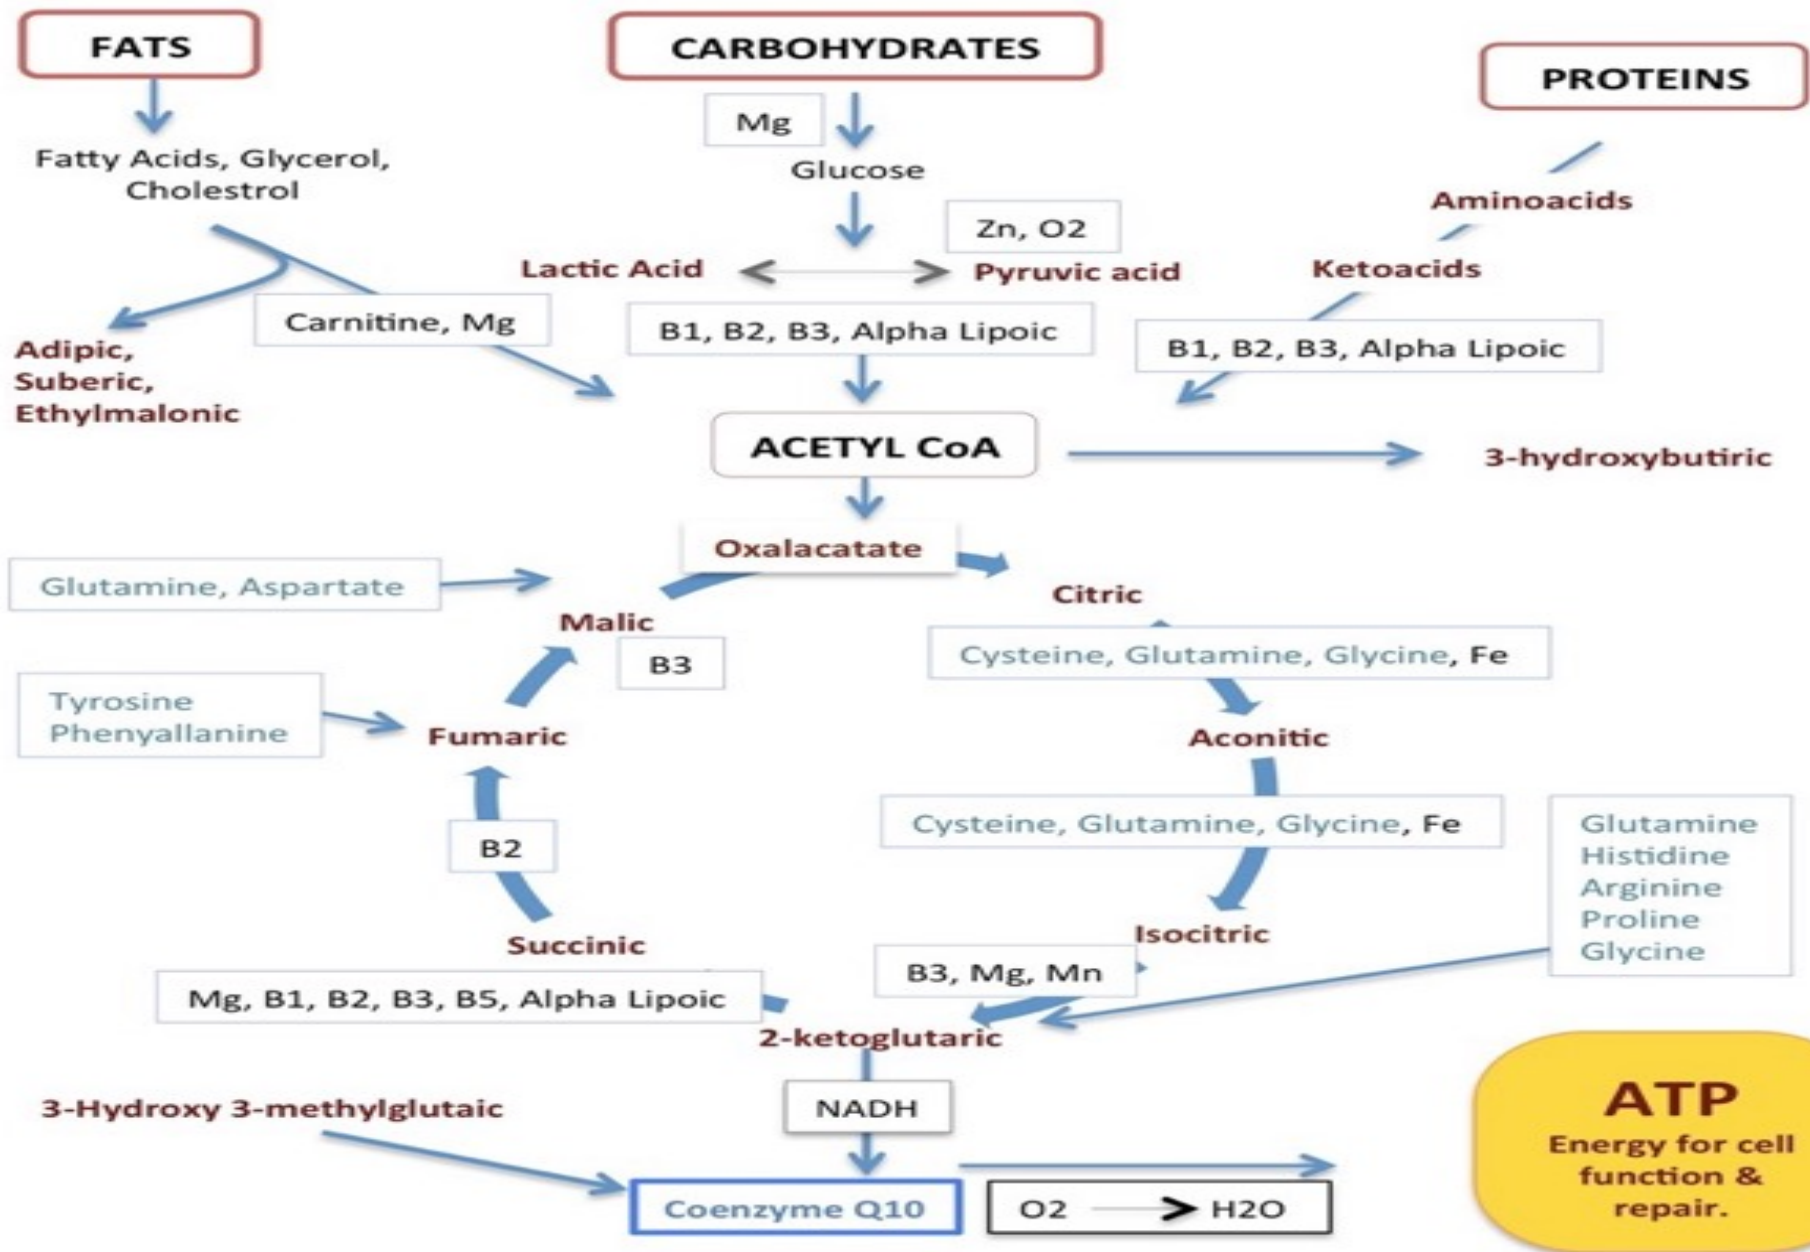 FATS
CARBOHYDRATES
PROTEINS
Mg
Fatty Acids, Glycerol,
Cholestrol
Glucose
Aminoacids
Zn, O2
Lactic Acid
Pyruvic acid
Ketoacids
Carnitine, Mg
B1, B2, B3, Alpha Lipoic
B1, B2, B3, Alpha Lipoic
Adipic,
Suberic,
Ethylmalonic
ACETYL CoA
3-hydroxybutiric
Oxalacatate
Glutamine, Aspartate
Citric
Malic
B3
Cysteine, Glutamine, Glycine, Fe
Tyrosine
Phenyallanine
Fumaric
Aconitic
B2
Cysteine, Glutamine, Glycine, Fe
Glutamine
Histidine
Arginine
Proline
Glycine
Succinic
Isocitric
B3, Mg, Mn
Mg, B1, B2, B3, B5, Alpha Lipoic
2-ketoglutaric
3-Hydroxy 3-methylglutaic
NADH
ATP
Energy for cell
function &
repair.
Coenzyme Q10
O2
H2O